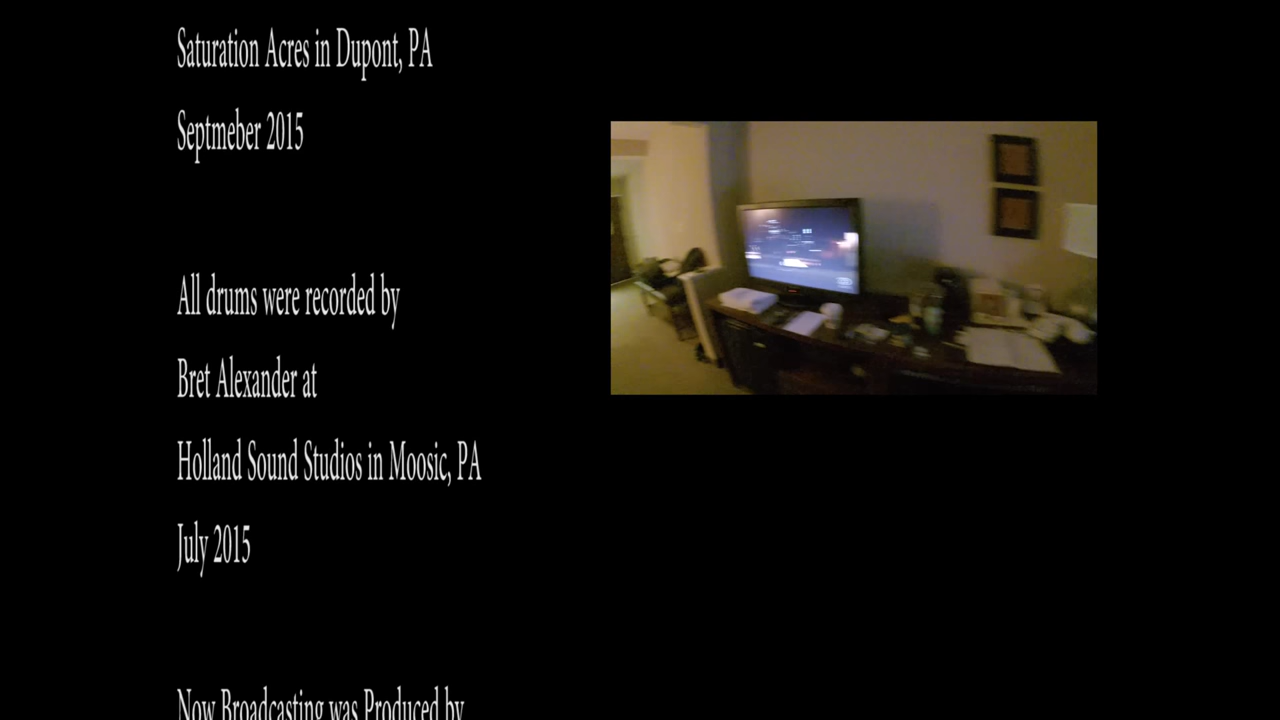 Saturation Acres in Dupont, PA
Septmeber 2015
All drums were recorded by
Bret Alexander at
Holland Sound Studios in Moosic, PA
July 2015
Now Broadcasting was Produced by